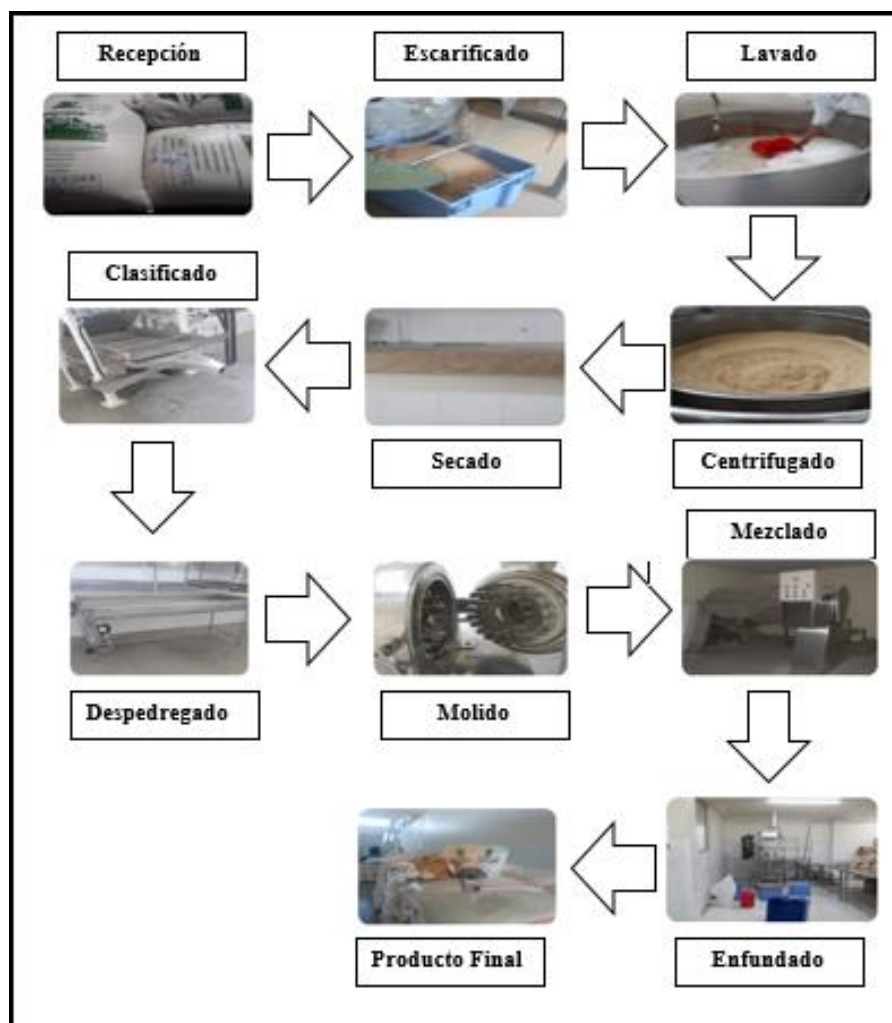 Recepción
Escarificado
Lavado
Centrifugado
Secado
Clasificado
Despedregado
Molido
Mezclado
Enfundado
Producto Final